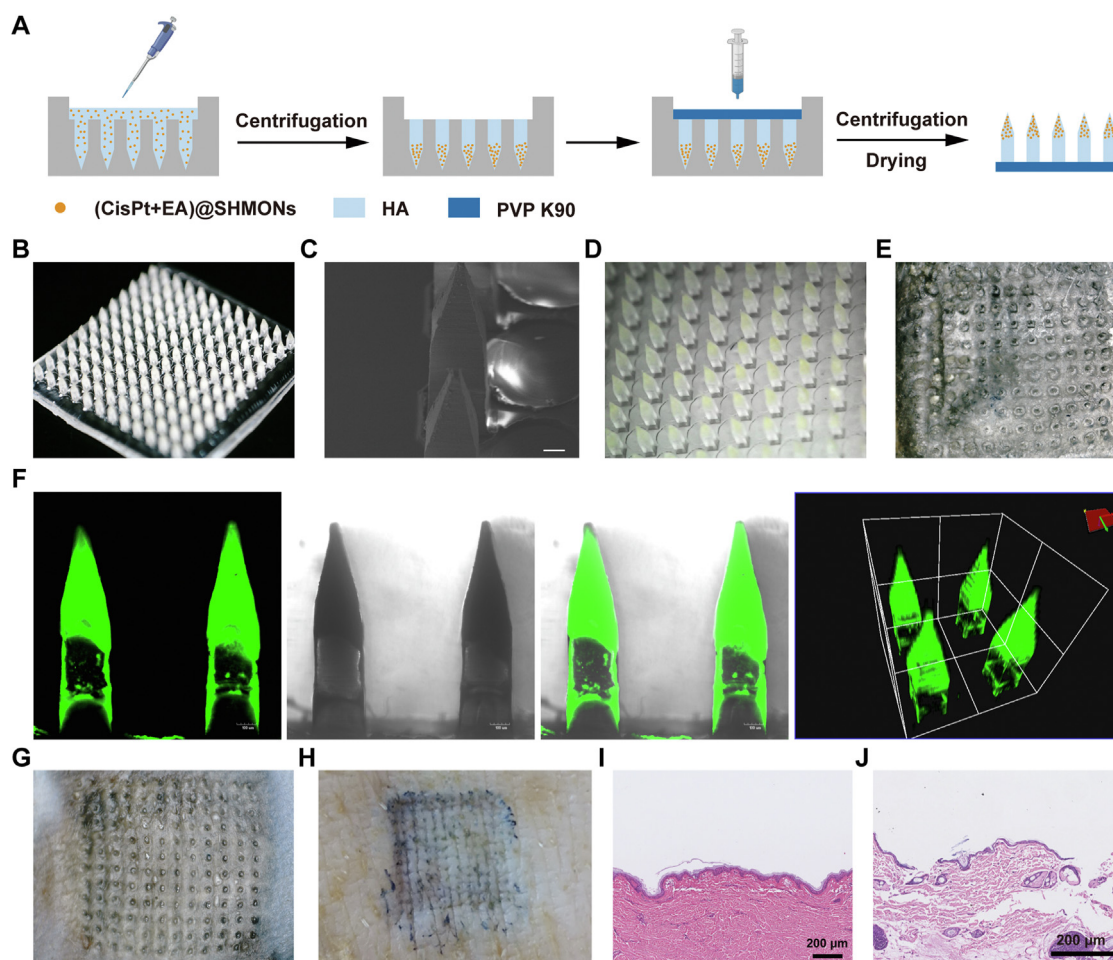 A
Centrifugation
Centrifugation
Drying
(CisPt+EA)@SHMONs
HA
PVP K90
B
C
D
E
F
G
H
I
J
200 µm
200 µm